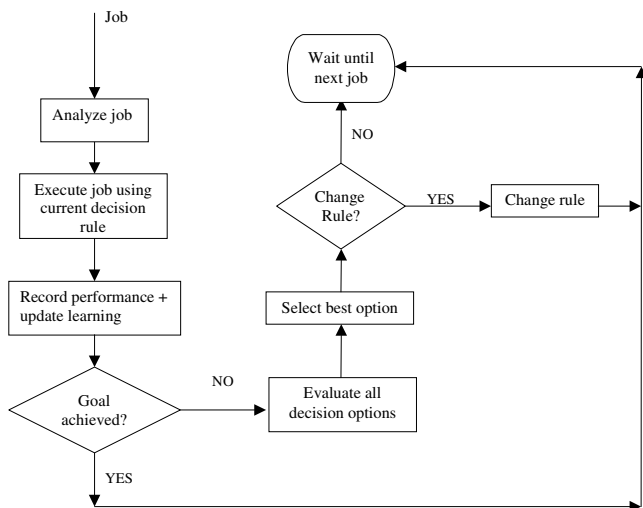 Job
Analyze job
Execute job using
current decision
rule
Record performance +
update learning
Goal
achieved?
YES
NO
Evaluate all
decision options
Select best option
Change
Rule?
YES
Change rule
NO
Wait until
next job